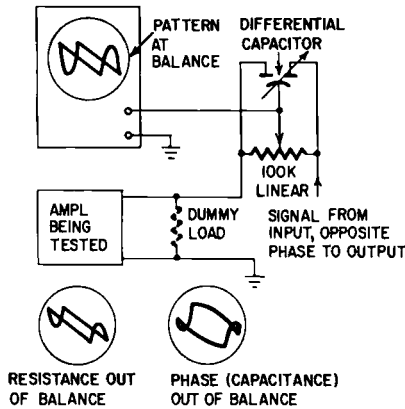 PATTERN
AT
BALANCE
DIFFERENTIAL
CAPACITOR
100K
LINEAR
AMPL
BEING
TESTED
DUMMY
LOAD
SIGNAL FROM
INPUT, OPPOSITE
PHASE TO OUTPUT
RESISTANCE OUT
OF BALANCE
PHASE (CAPACITANCE)
OUT OF BALANCE